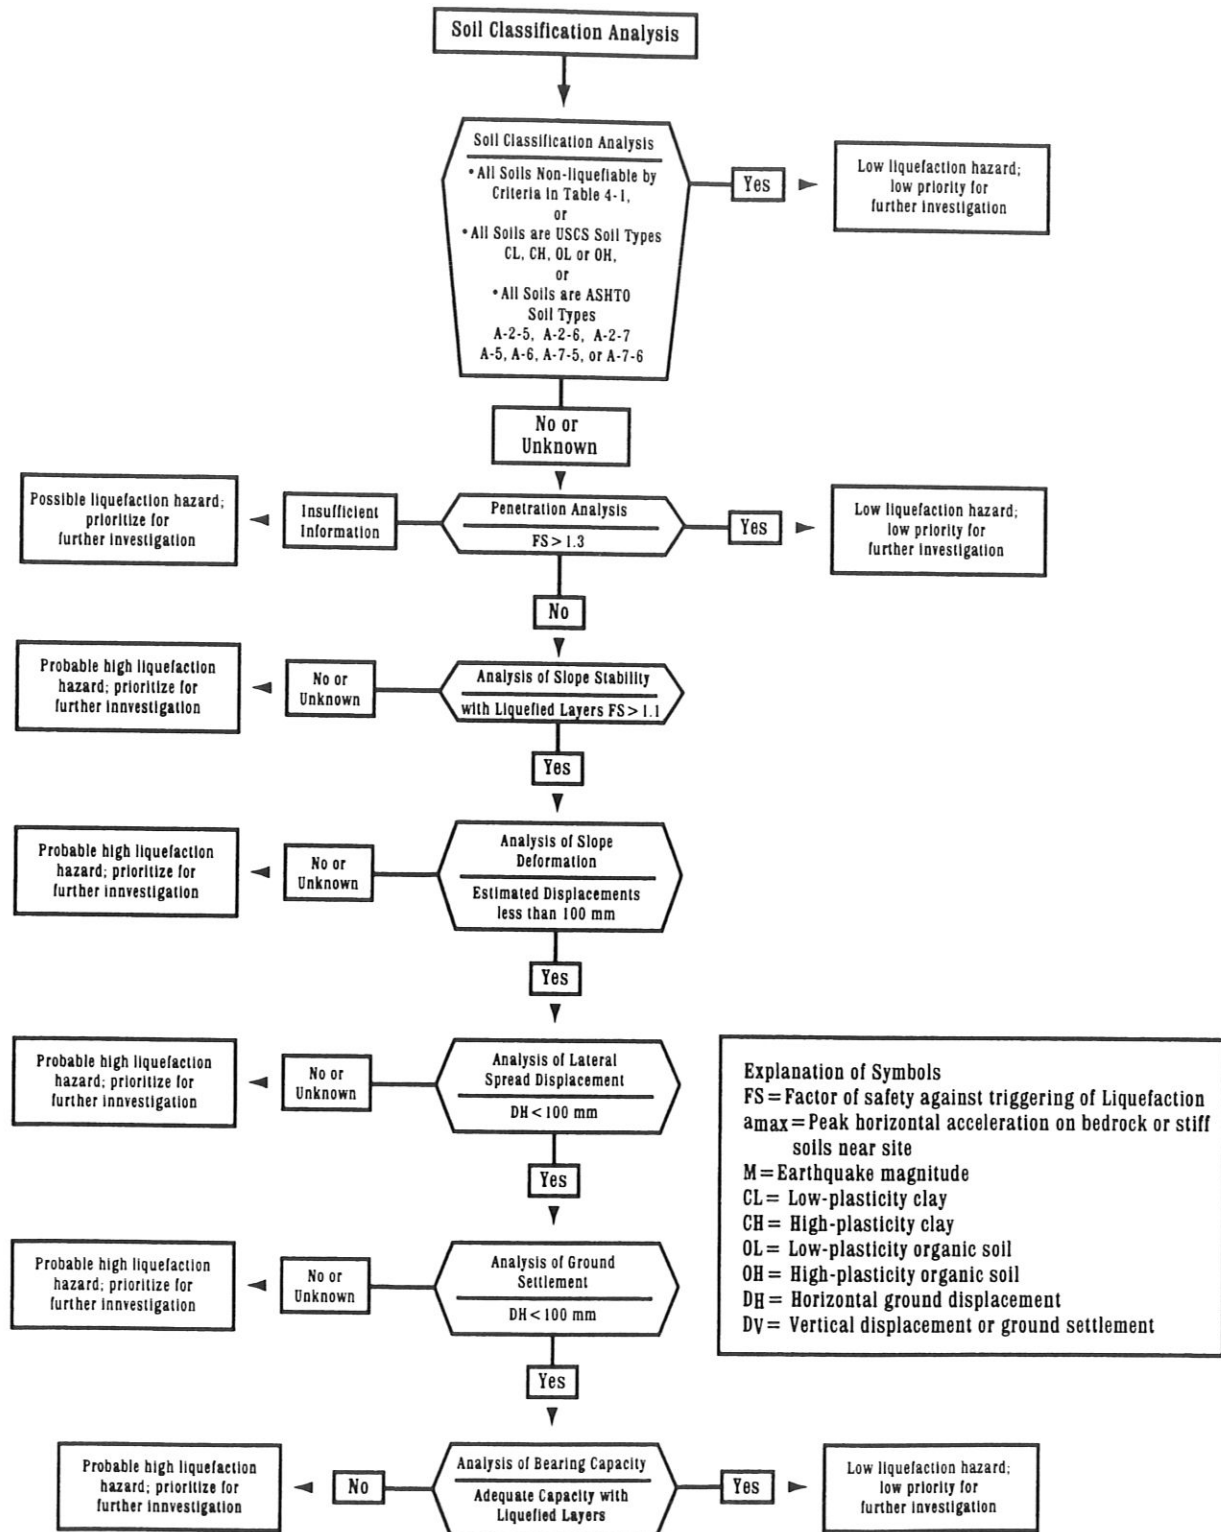 Soil Classification Analysis
Soil Classification Analysis
• All Soils Non-liquefiable by
Criteria in Table 4-1,
or
• All Soils are USCS Soil Types
CL, CH, OL or OH,
or
• All Soils are ASHTO
Soil Types
A-2-5, A-2-6, A-2-7
A-5, A-6, A-7-5, or A-7-6
Yes
Low liquefaction hazard;
low priority for
further investigation
No or
Unknown
Possible liquefaction hazard;
prioritize for
further investigation
Insufficient
Information
Penetration Analysis
FS > 1.3
Yes
Low liquefaction hazard;
low priority for
further investigation
No
Probable high liquefaction
hazard; prioritize for
further innvestigation
No or
Unknown
Analysis of Slope Stability
with Liquefied Layers FS > 1.1
Yes
Probable high liquefaction
hazard; prioritize for
further innvestigation
No or
Unknown
Analysis of Slope
Deformation
Estimated Displacements
less than 100 mm
Yes
Probable high liquefaction
hazard; prioritize for
further innvestigation
No or
Unknown
Analysis of Lateral
Spread Displacement
DH < 100 mm
Yes
Probable high liquefaction
hazard; prioritize for
further innvestigation
No or
Unknown
Analysis of Ground
Settlement
DH < 100 mm
Yes
Probable high liquefaction
hazard; prioritize for
further innvestigation
No
Analysis of Bearing Capacity
Adequate Capacity with
Liquefied Layers
Yes
Low liquefaction hazard;
low priority for
further investigation
Explanation of Symbols
FS = Factor of safety against triggering of Liquefaction
amax = Peak horizontal acceleration on bedrock or stiff
soils near site
M = Earthquake magnitude
CL = Low-plasticity clay
CH = High-plasticity clay
OL = Low-plasticity organic soil
OH = High-plasticity organic soil
DH = Horizontal ground displacement
DV = Vertical displacement or ground settlement